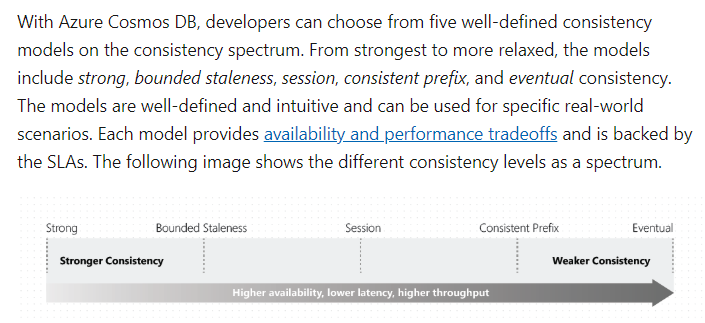 With Azure Cosmos DB, developers can choose from five well-defined consistency
models on the consistency spectrum. From strongest to more relaxed, the models
include strong, bounded staleness, session, consistent prefix, and eventual consistency.
The models are well-defined and intuitive and can be used for specific real-world
scenarios. Each model provides availability and performance tradeoffs and is backed by
the SLAs. The following image shows the different consistency levels as a spectrum.
Strong Bounded Staleness Session Consistent Prefix Eventual
Stronger Consistency Weaker Consistency
Higher availability, lower latency, higher throughput